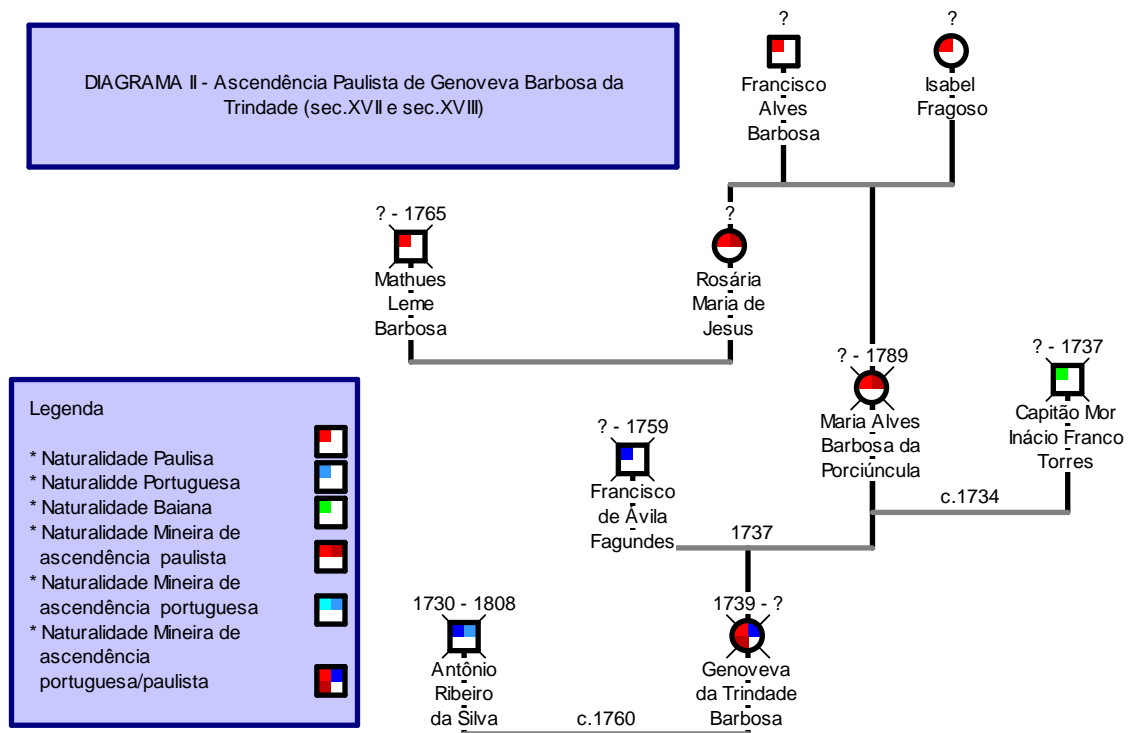 DIAGRAMA II - Ascendência Paulista de Genoveva Barbosa da
Trindade (sec.XVII e sec.XVIII)
?
Francisco
Alves
Barbosa
?
Isabel
Fragoso
? - 1765
Mathues
Leme
Barbosa
?
Rosária
Maria de
Jesus
? - 1789
Maria Alves
Barbosa da
Porciúncula
? - 1737
Capitão Mor
Inácio Franco
Torres
c.1734
? - 1759
Francisco
de Ávila
Fagundes
1737
1730 - 1808
Antônio
Ribeiro
da Silva
1739 - ?
Genoveva
da Trindade
Barbosa
c.1760
Legenda
* Naturalidade Paulisa
* Naturalidde Portuguesa
* Naturalidade Baiana
* Naturalidade Mineira de
ascendência paulista
* Naturalidade Mineira de
ascendência portuguesa
* Naturalidade Mineira de
ascendência
portuguesa/paulista